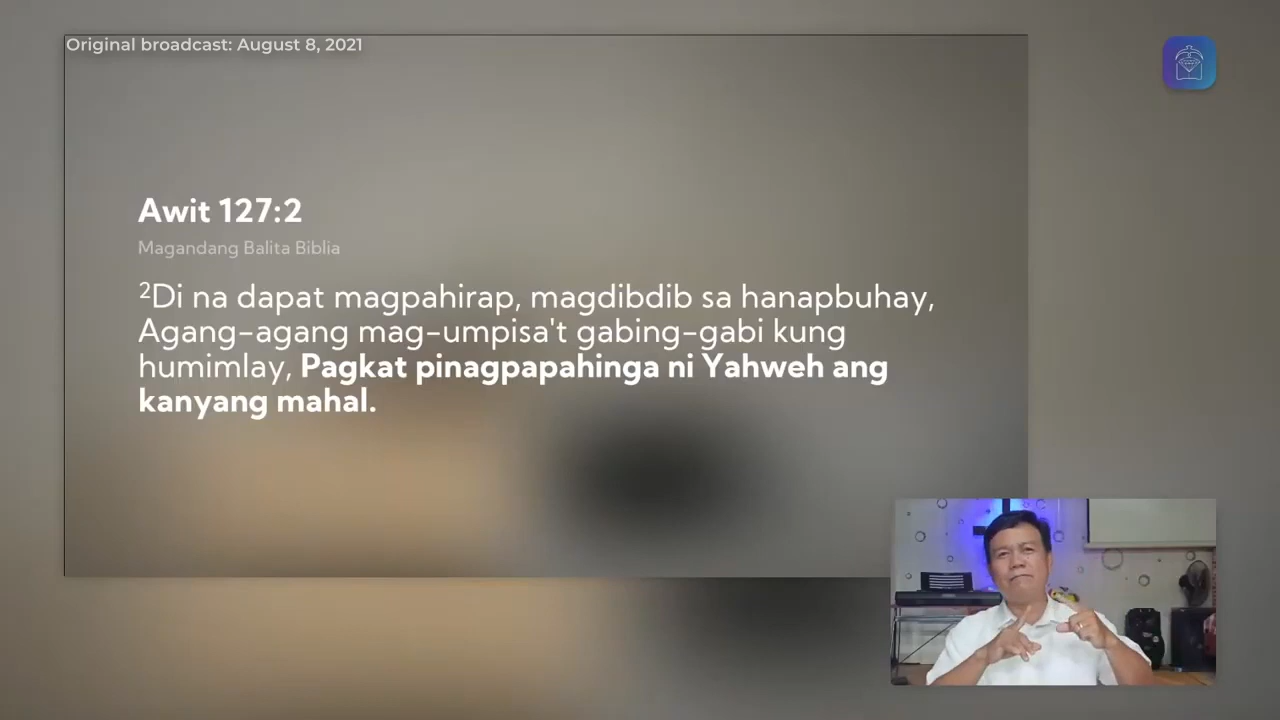 Original broadcast: August 8, 2021
Awit 127:2
Magandang Balita Biblia
²Di na dapat magpahirap, magdibdib sa hanapbuhay,
Agang-agang mag-umpisa't gabing-gabi kung
humimlay, Pagkat pinagpapahinga ni Yahweh ang
kanyang mahal.